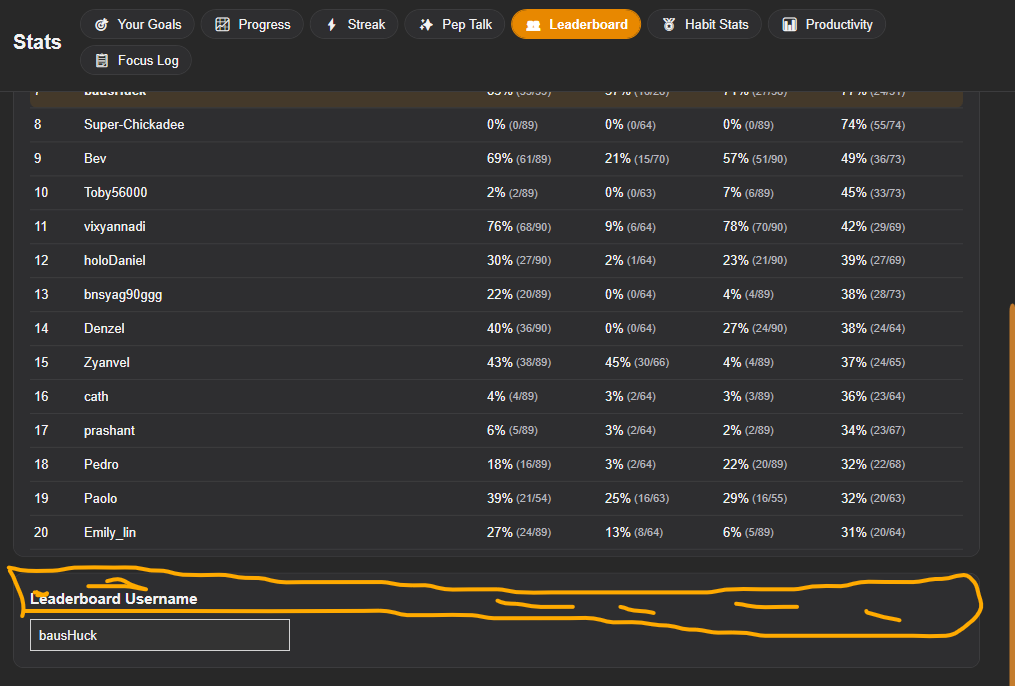 Stats
Your Goals Progress Streak Pep Talk Leaderboard Habit Stats Productivity
Focus Log
bausHuck
8 Super-Chickadee 0% (0/89) 0% (0/64) 0% (0/89) 74% (55/74)
9 Bev 69% (61/89) 21% (15/70) 57% (51/90) 49% (36/73)
10 Toby56000 2% (2/89) 0% (0/63) 7% (6/89) 45% (33/73)
11 vixyannadi 76% (68/90) 9% (6/64) 78% (70/90) 42% (29/69)
12 holoDaniel 30% (27/90) 2% (1/64) 23% (21/90) 39% (27/69)
13 bnsyag90ggg 22% (20/89) 0% (0/64) 4% (4/89) 38% (28/73)
14 Denzel 40% (36/90) 0% (0/64) 27% (24/90) 38% (24/64)
15 Zyanvel 43% (38/89) 45% (30/66) 4% (4/89) 37% (24/65)
16 cath 4% (4/89) 3% (2/64) 3% (3/89) 36% (23/64)
17 prashant 6% (5/89) 3% (2/64) 2% (2/89) 34% (23/67)
18 Pedro 18% (16/89) 3% (2/64) 22% (20/89) 32% (22/68)
19 Paolo 39% (21/54) 25% (16/63) 29% (16/55) 32% (20/63)
20 Emily_lin 27% (24/89) 13% (8/64) 6% (5/89) 31% (20/64)
Leaderboard Username
bausHuck